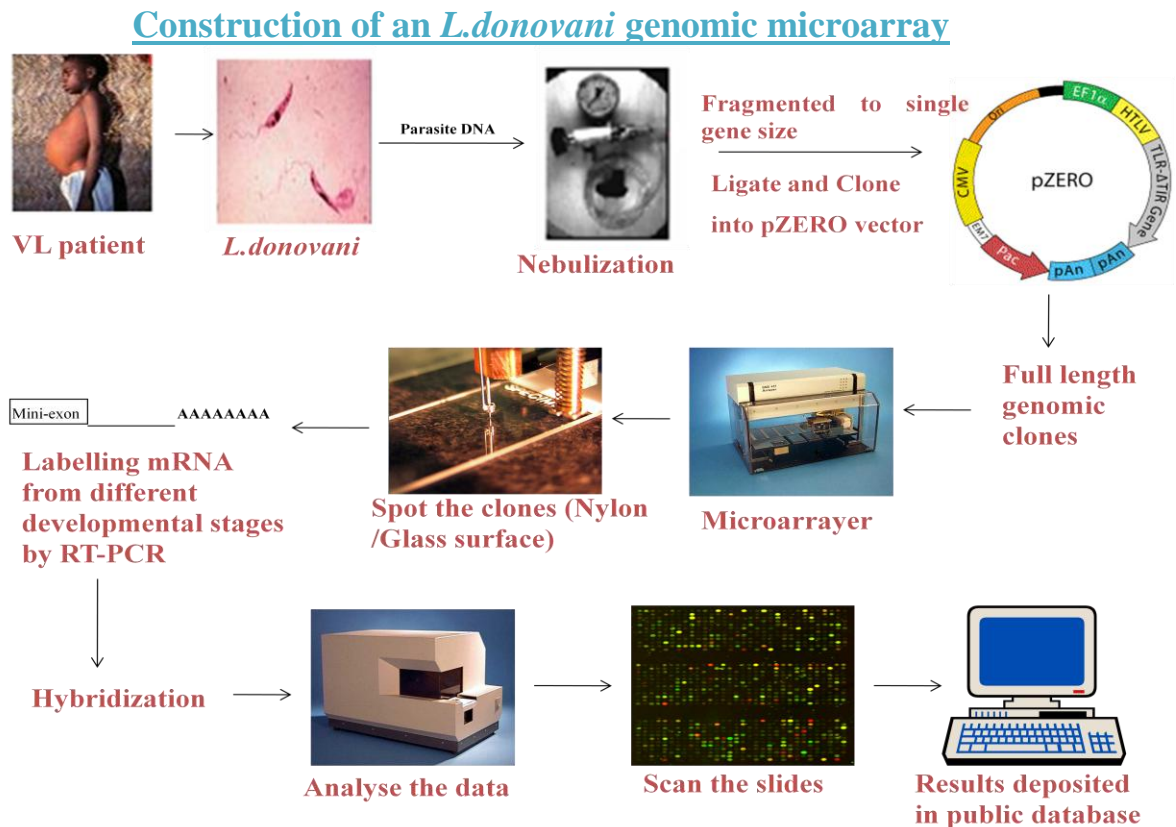 Construction of an L.donovani genomic microarray
VL patient
L.donovani
Parasite DNA
Nebulization
Fragmented to single
gene size
Ligate and Clone
into pZERO vector
pZERO
Ori
EF1α
HTLV
TLR-ΔTIR Gene
pAn
pAn
Pac
EM7
CMV
Full length
genomic
clones
Microarrayer
Spot the clones (Nylon
/Glass surface)
Mini-exon
AAAAAAAA
Labelling mRNA
from different
developmental stages
by RT-PCR
Hybridization
Analyse the data
Scan the slides
Results deposited
in public database